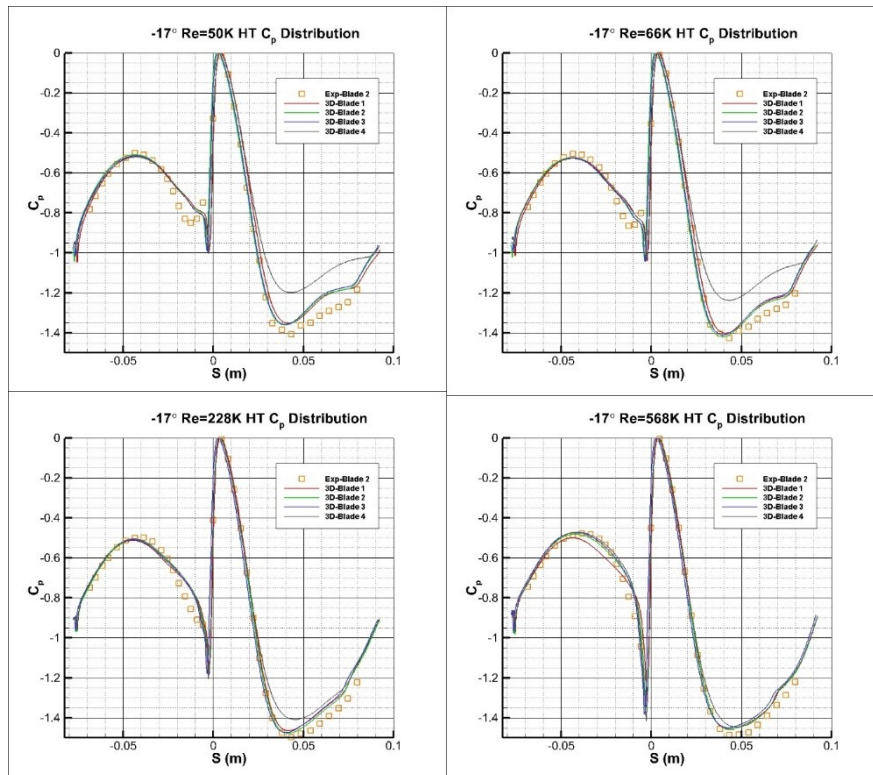 -17° Re=50K HT Cp Distribution
Exp-Blade 2
3D-Blade 1
3D-Blade 2
3D-Blade 3
3D-Blade 4
0
-0.2
-0.4
-0.6
-0.8
-1
-1.2
-1.4
Cp
-0.05
0
0.05
0.1
S (m)
-17° Re=66K HT Cp Distribution
Exp-Blade 2
3D-Blade 1
3D-Blade 2
3D-Blade 3
3D-Blade 4
0
-0.2
-0.4
-0.6
-0.8
-1
-1.2
-1.4
Cp
-0.05
0
0.05
0.1
S (m)
-17° Re=228K HT Cp Distribution
Exp-Blade 2
3D-Blade 1
3D-Blade 2
3D-Blade 3
3D-Blade 4
0
-0.2
-0.4
-0.6
-0.8
-1
-1.2
-1.4
Cp
-0.05
0
0.05
0.1
S (m)
-17° Re=568K HT Cp Distribution
Exp-Blade 2
3D-Blade 1
3D-Blade 2
3D-Blade 3
3D-Blade 4
0
-0.2
-0.4
-0.6
-0.8
-1
-1.2
-1.4
Cp
-0.05
0
0.05
0.1
S (m)